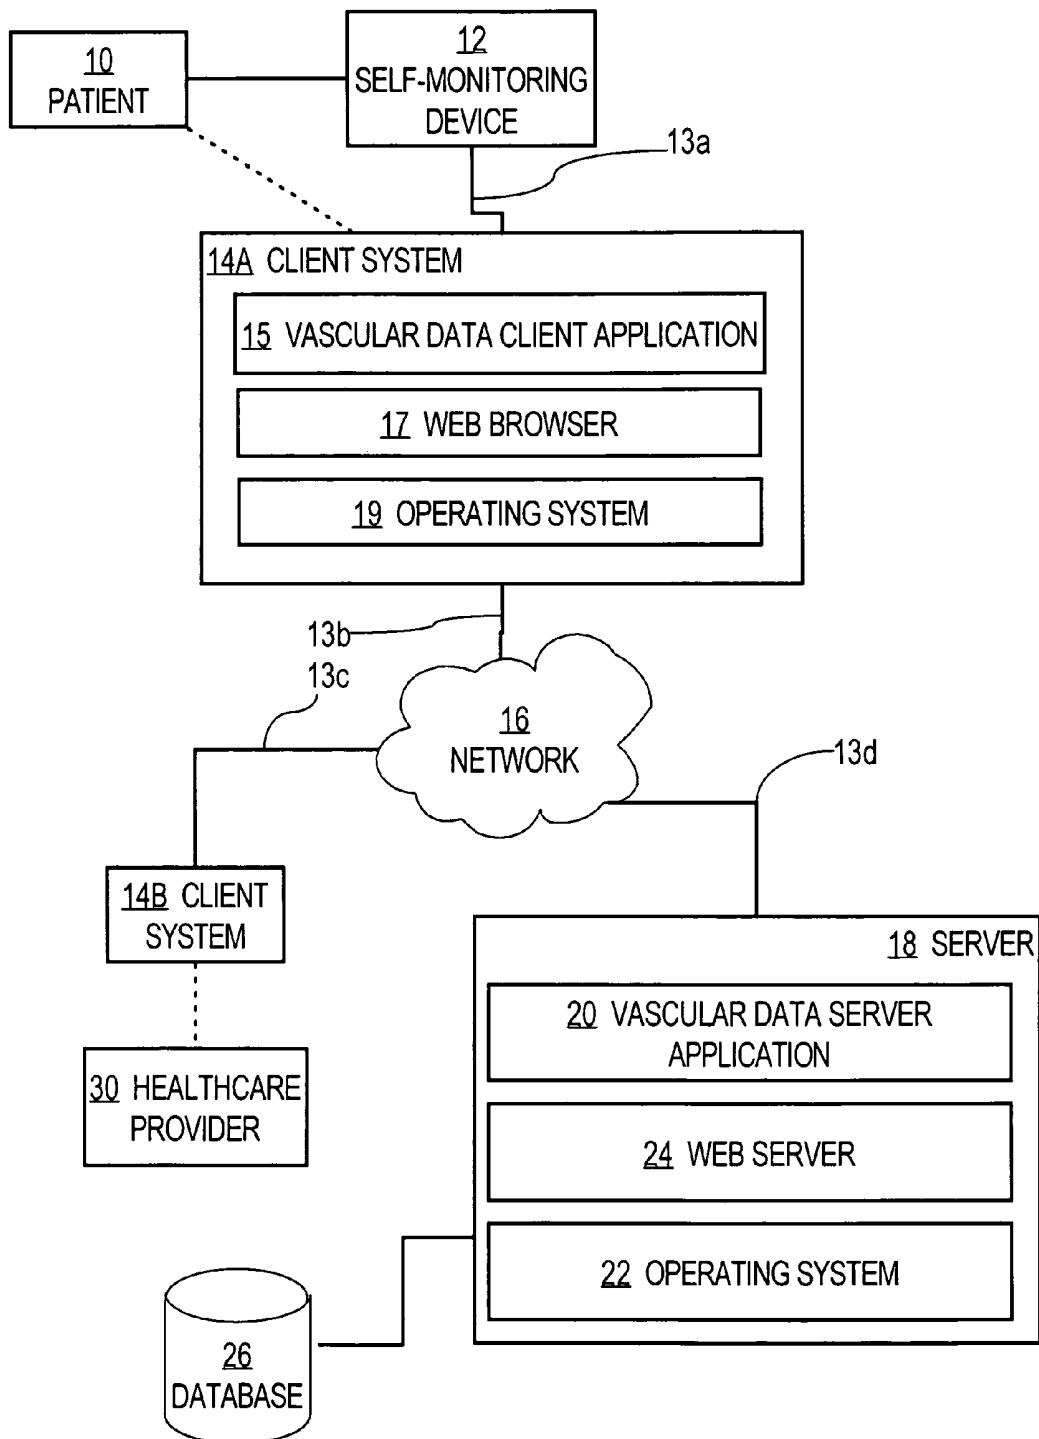 10
PATIENT
12
SELF-MONITORING
DEVICE
13a
14A CLIENT SYSTEM
15 VASCULAR DATA CLIENT APPLICATION
17 WEB BROWSER
19 OPERATING SYSTEM
13b
13c
16
NETWORK
13d
14B CLIENT
SYSTEM
18 SERVER
20 VASCULAR DATA SERVER
APPLICATION
30 HEALTHCARE
PROVIDER
24 WEB SERVER
22 OPERATING SYSTEM
26
DATABASE